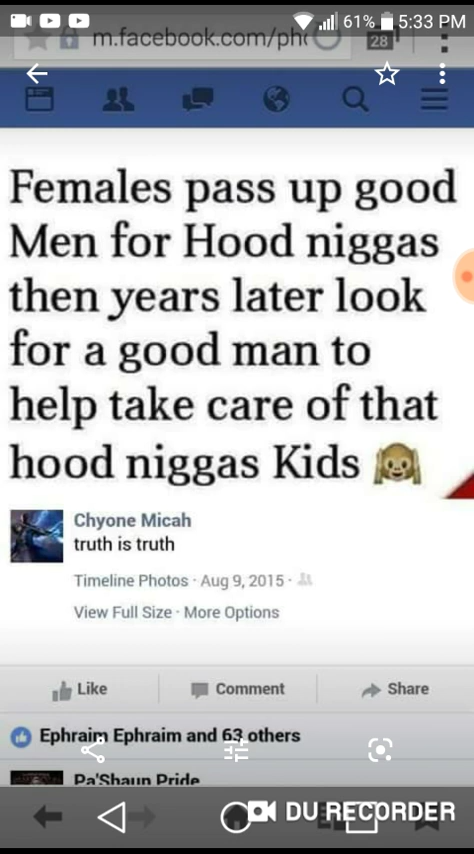 61% 5:33 PM
m.facebook.com/ph
28
Females pass up good
Men for Hood niggas
then years later look
for a good man to
help take care of that
hood niggas Kids 🙉
Chyone Micah
truth is truth
Timeline Photos · Aug 9, 2015 ·
View Full Size · More Options
Like Comment Share
Ephraim Ephraim and 63 others
Pa'Shaun Pride
DU RECORDER